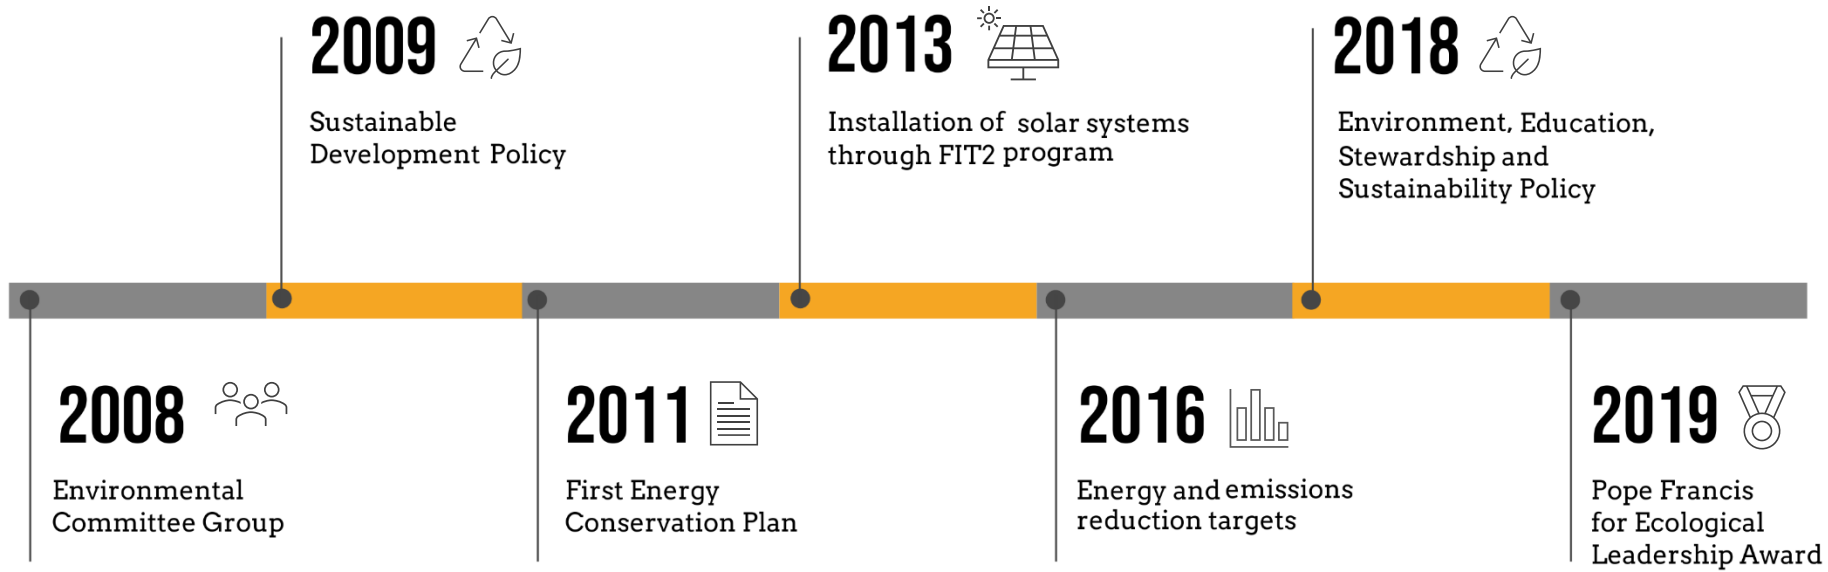 2009
Sustainable
Development Policy
2013
Installation of solar systems
through FIT2 program
2018
Environment, Education,
Stewardship and
Sustainability Policy
2008
Environmental
Committee Group
2011
First Energy
Conservation Plan
2016
Energy and emissions
reduction targets
2019
Pope Francis
for Ecological
Leadership Award